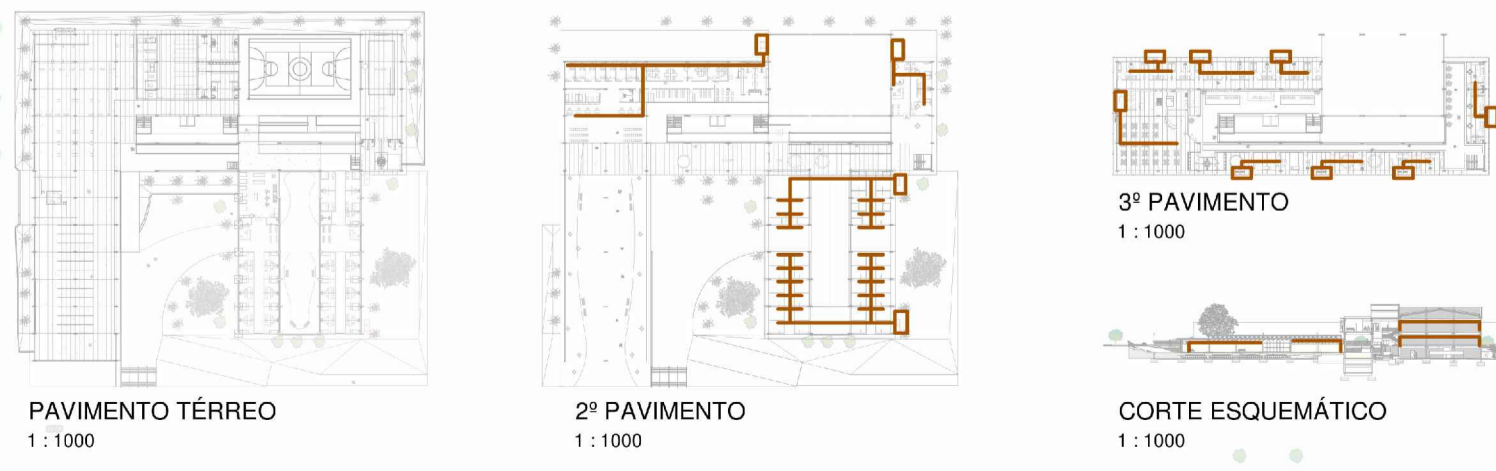 PAVIMENTO TÉRREO
1 : 1000
2º PAVIMENTO
1 : 1000
3º PAVIMENTO
1 : 1000
CORTE ESQUEMÁTICO
1 : 1000